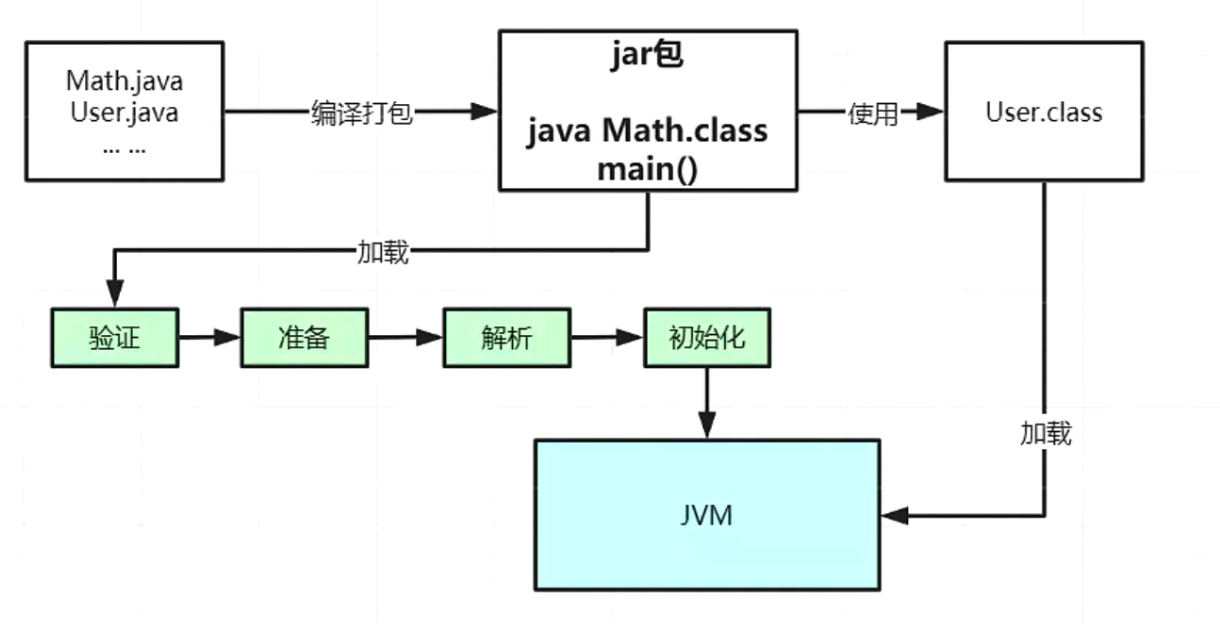 Math.java
User.java
... ...
编译打包
jar包
java Math.class
main()
使用
User.class
加载
验证
准备
解析
初始化
加载
JVM